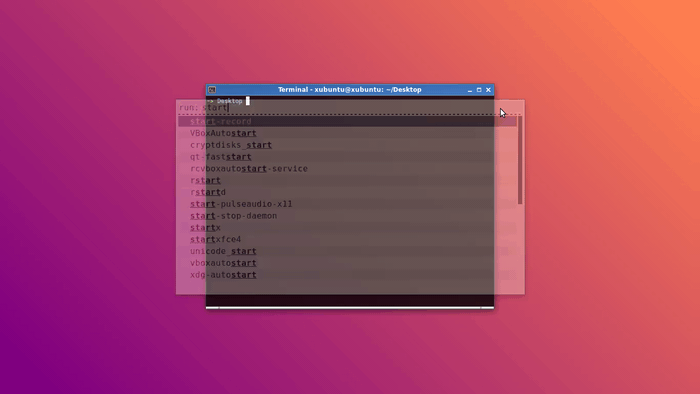 Terminal - xubuntu@xubuntu: ~/Desktop
~> Desktop
run: start
start-record
VBoxAutostart
cryptdisks_start
qt-faststart
rcvboxautostart-service
rstart
rstartd
start-pulseaudio-x11
start-stop-daemon
startx
startxfce4
unicode_start
vboxautostart
xdg-autostart